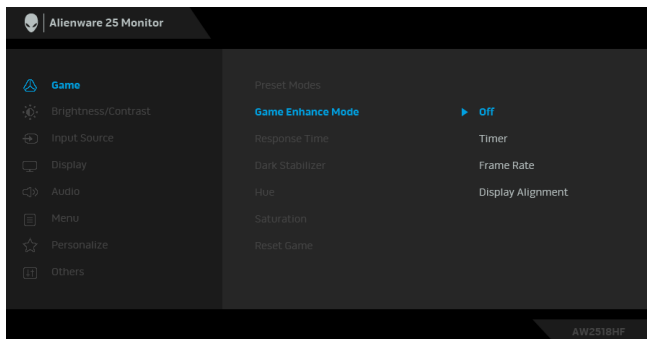 Alienware 25 Monitor
Game
Brightness/Contrast
Input Source
Display
Audio
Menu
Personalize
Others
Preset Modes
Game Enhance Mode
Response Time
Dark Stabilizer
Hue
Saturation
Reset Game
Off
Timer
Frame Rate
Display Alignment
AW2518HF